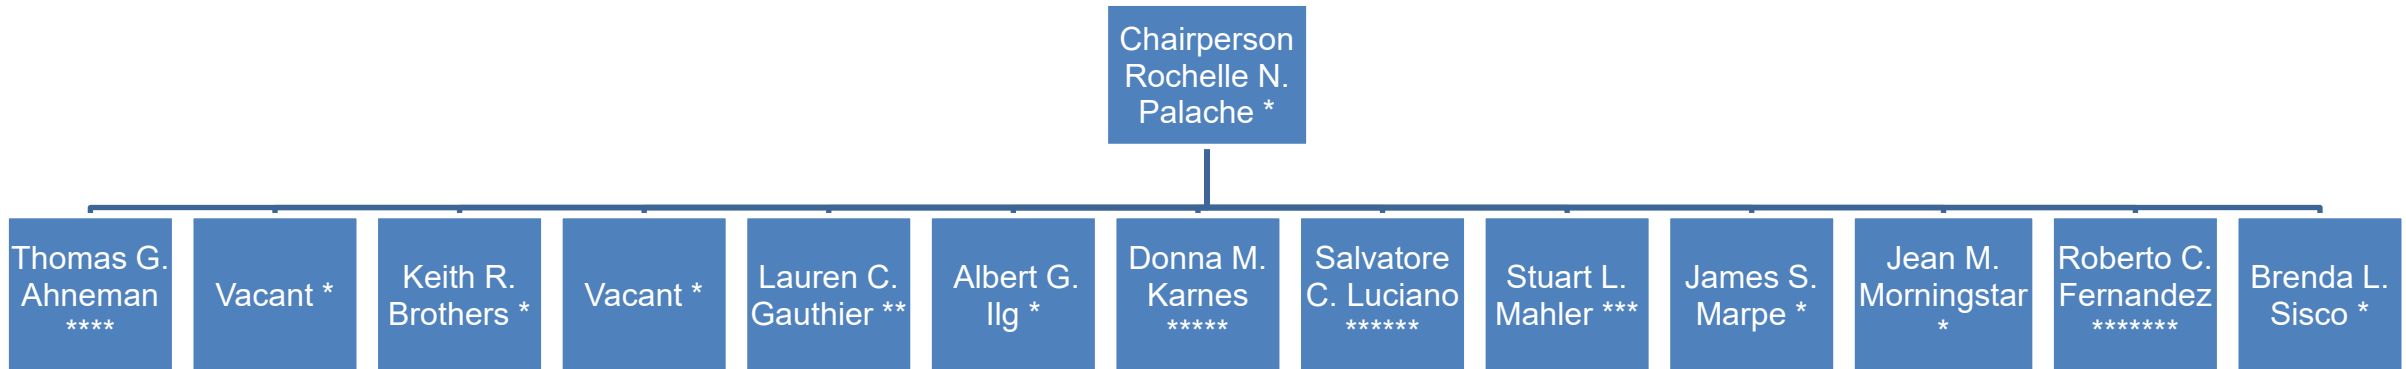 Chairperson
Rochelle N.
Palache *
Thomas G.
Ahneman
****
Vacant *
Keith R.
Brothers *
Vacant *
Lauren C.
Gauthier **
Albert G.
Ilg *
Donna M.
Karnes
*****
Salvatore
C. Luciano
******
Stuart L.
Mahler ***
James S.
Marpe *
Jean M.
Morningstar
*
Roberto C.
Fernandez
*******
Brenda L.
Sisco *